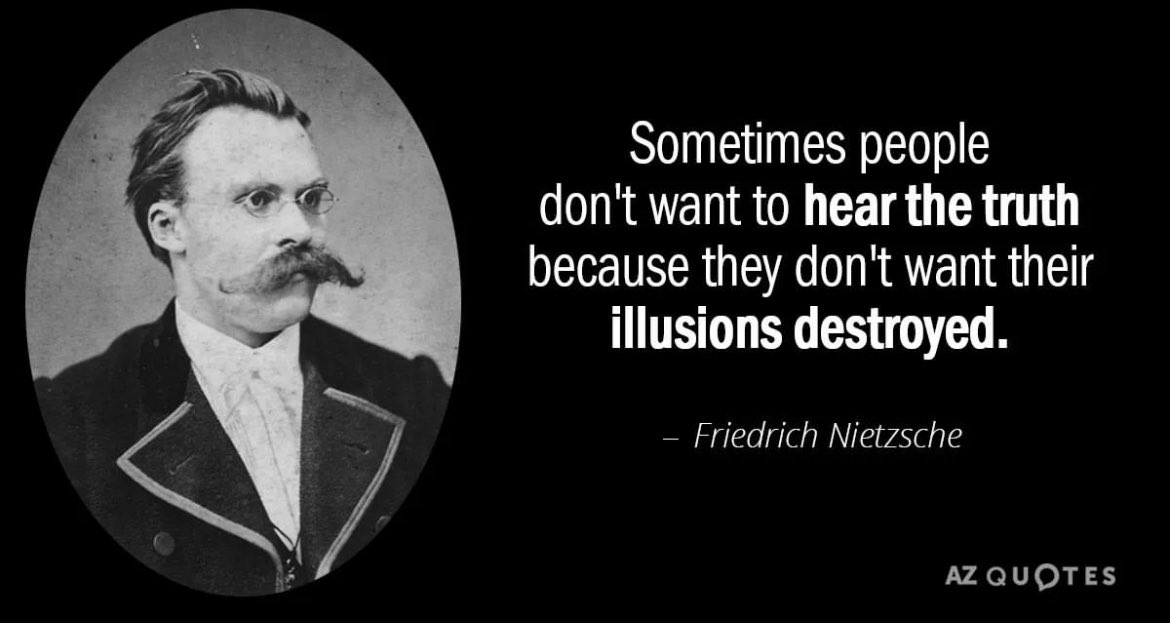 Sometimes people
don't want to hear the truth
because they don't want their
illusions destroyed.
– Friedrich Nietzsche
AZ QUOTES